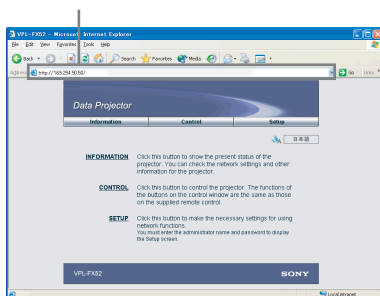 VPL-FX52 - Microsoft Internet Explorer
File Edit View Favorites Tools Help
Back Search Favorites Media
Address http://163.254.50.50/ Go Links
Data Projector
Information Control Setup
日本語
INFORMATION Click this button to show the present status of the
projector. You can check the network settings and other
information for the projector.
CONTROL Click this button to control the projector. The functions of
the buttons on the control window are the same as those
on the supplied remote control.
SETUP Click this button to make the necessary settings for using
network functions.
You must enter the administrator name and password to display
the Setup screen.
VPL-FX52 SONY
Local intranet